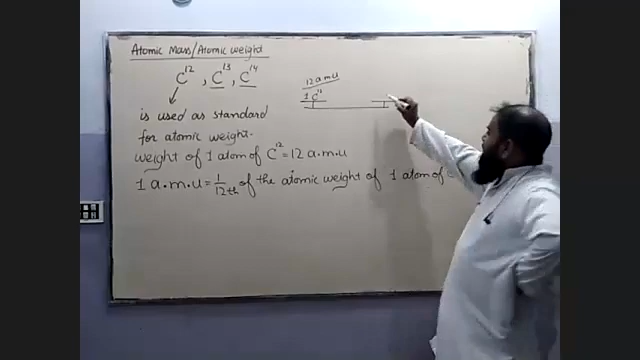 Atomic Mass/Atomic weight
C¹², C¹³, C¹⁴
is used as standard
for atomic weight.
weight of 1 atom of C¹² = 12 a.m.u
1 a.m.u = 1/12th of the atomic weight of 1 atom of
12 amu
1 C¹²